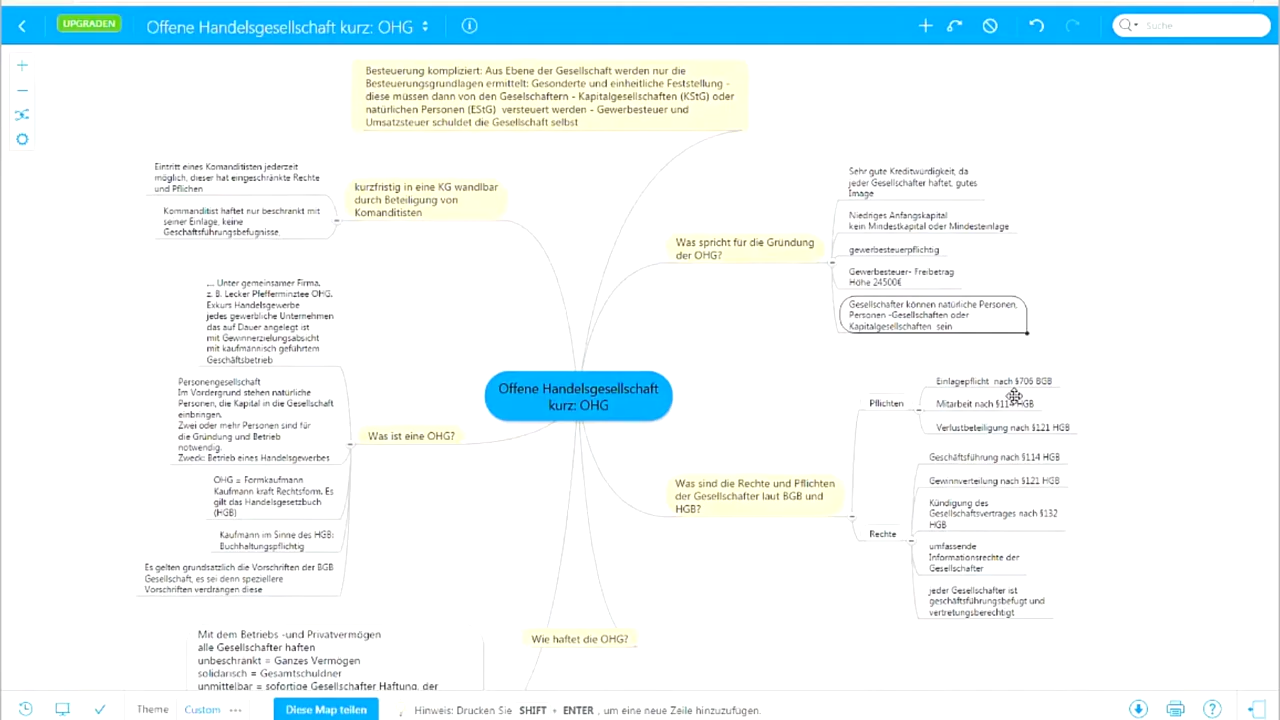 UPGRADEN
Offene Handelsgesellschaft kurz: OHG
Suche
Besteuerung kompliziert: Aus Ebene der Gesellschaft werden nur die
Besteuerungsgrundlagen ermittelt: Gesonderte und einheitliche Feststellung -
diese müssen dann von den Geselschaftern - Kapitalgesellschaften (KStG) oder
natürlichen Personen (EStG) versteuert werden - Gewerbesteuer und
Umsatzsteuer schuldet die Gesellschaft selbst
Eintritt eines Komanditisten jederzeit
möglich, dieser hat eingeschränkte Rechte
und Pflichen
Kommanditist haftet nur beschränkt mit
seiner Einlage, keine
Geschäftsführungsbefugnisse,
kurzfristig in eine KG wandlbar
durch Beteiligung von
Komanditisten
Was spricht für die Gründung
der OHG?
Sehr gute Kreditwürdigkeit, da
jeder Gesellschafter haftet, gutes
Image
Niedriges Anfangskapital
kein Mindestkapital oder Mindesteinlage
gewerbesteuerpflichtig
Gewerbesteuer- Freibetrag
Höhe 24500€
Gesellschafter können natürliche Personen,
Personen -Gesellschaften oder
Kapitalgesellschaften sein
... Unter gemeinsamer Firma,
z. B. Lecker Pfefferminztee OHG.
Exkurs Handelsgewerbe
jedes gewerbliche Unternehmen
das auf Dauer angelegt ist
mit Gewinnerzielungsabsicht
mit kaufmännisch geführtem
Geschäftsbetrieb
Personengesellschaft
Im Vordergrund stehen natürliche
Personen, die Kapital in die Gesellschaft
einbringen.
Zwei oder mehr Personen sind für
die Gründung und Betrieb
notwendig.
Zweck: Betrieb eines Handelsgewerbes
OHG = Formkaufmann
Kaufmann kraft Rechtsform. Es
gilt das Handelsgesetzbuch
(HGB)
Kaufmann im Sinne des HGB:
Buchhaltungspflichtig
Es gelten grundsätzlich die Vorschriften der BGB
Gesellschaft, es sei denn speziellere
Vorschriften verdrängen diese
Was ist eine OHG?
Offene Handelsgesellschaft
kurz: OHG
Was sind die Rechte und Pflichten
der Gesellschafter laut BGB und
HGB?
Pflichten
Einlagepflicht nach §706 BGB
Mitarbeit nach HGB
Verlustbeteiligung nach §121 HGB
Rechte
Geschäftsführung nach §114 HGB
Gewinnverteilung nach §121 HGB
Kündigung des
Gesellschaftsvertrages nach §132
HGB
umfassende
Informationsrechte der
Gesellschafter
jeder Gesellschafter ist
geschäftsführungsbefugt und
vertretungsberechtigt
Wie haftet die OHG?
Mit dem Betriebs -und Privatvermögen
alle Gesellschafter haften
unbeschränkt = Ganzes Vermögen
solidarisch = Gesamtschuldner
unmittelbar = sofortige Gesellschafter Haftung, der
Theme Custom
Diese Map teilen
Hinweis: Drücken Sie SHIFT + ENTER , um eine neue Zeile hinzuzufügen.